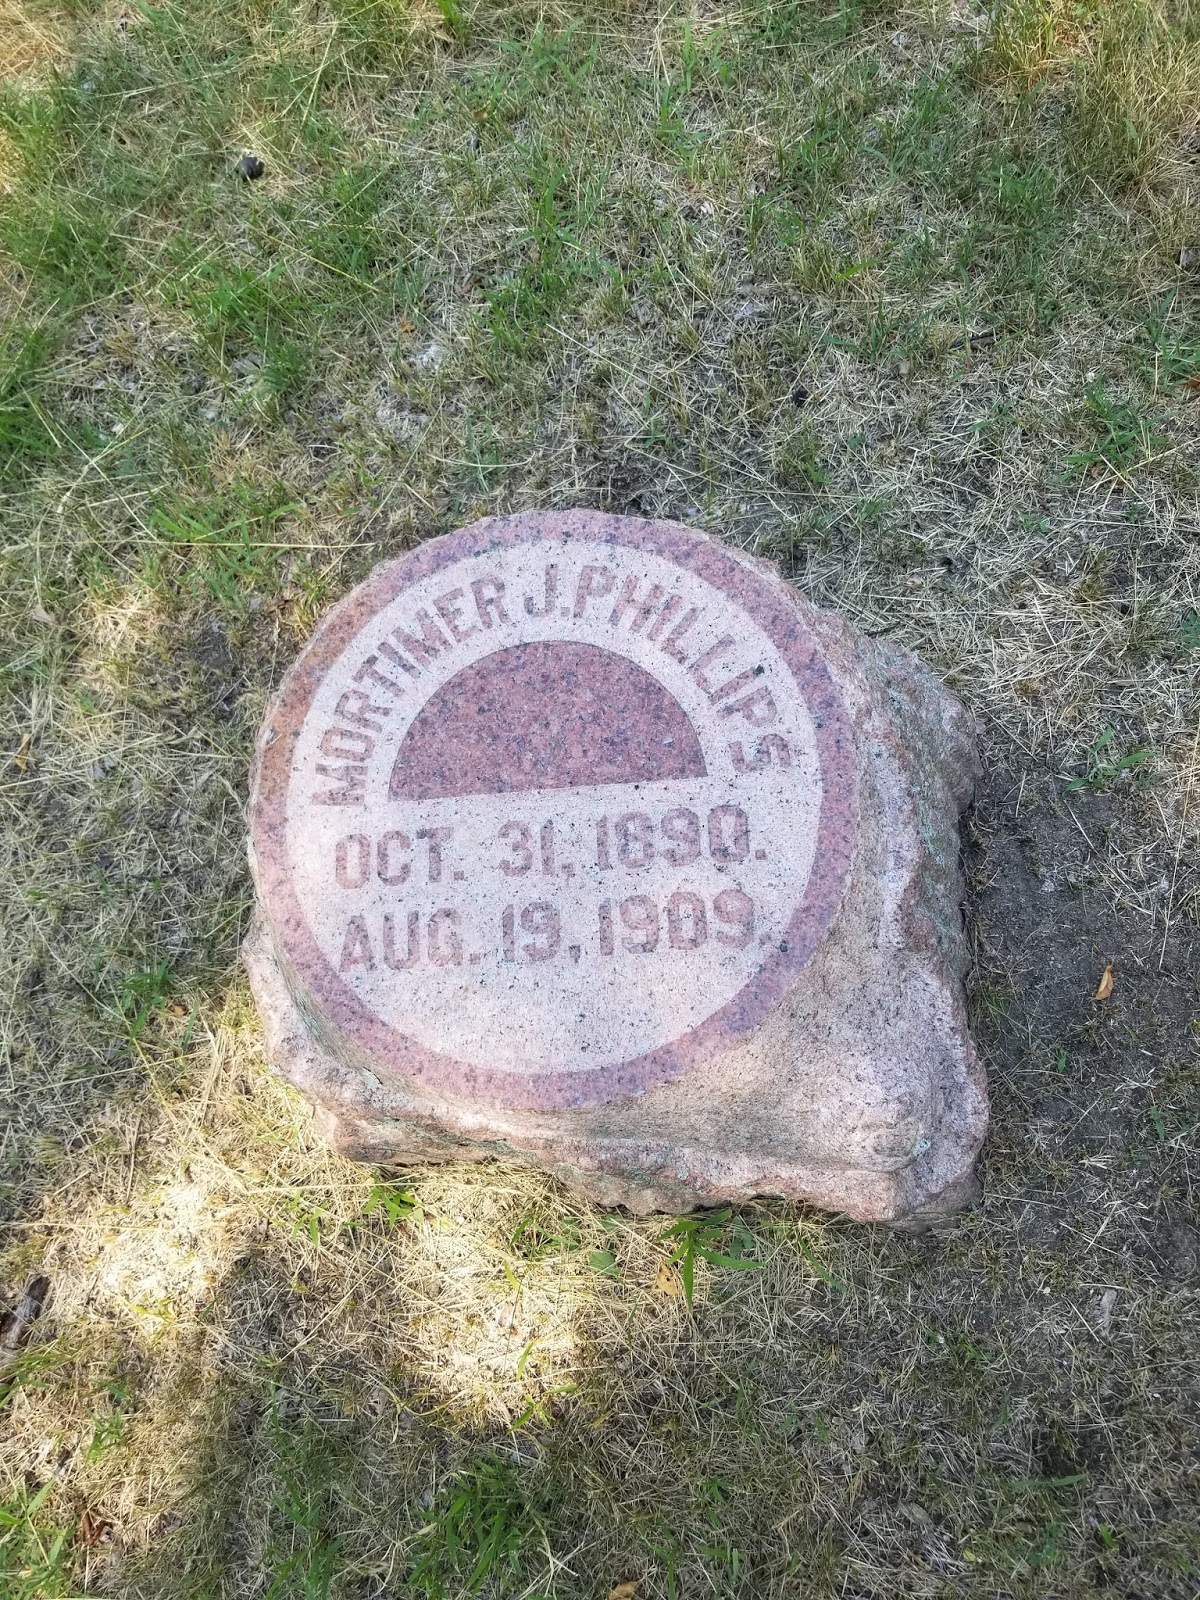 MORTIMER J. PHILLIPS
OCT. 31, 1890.
AUG. 19, 1909.